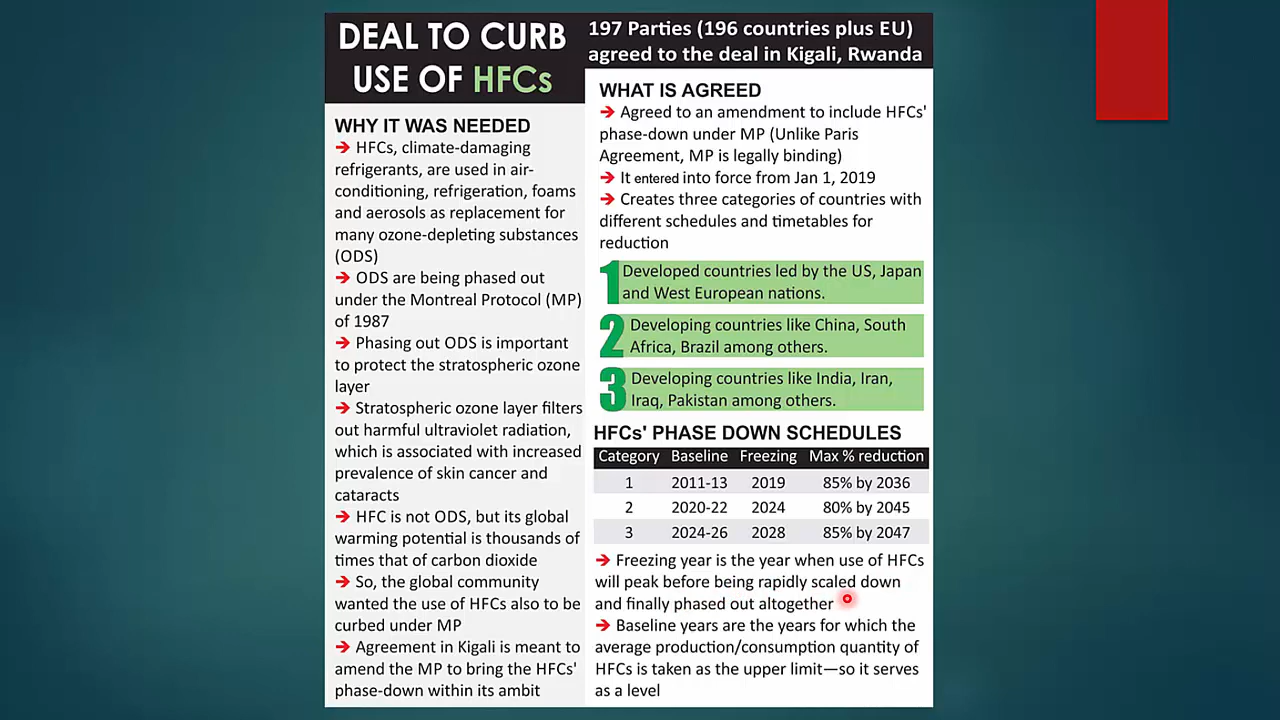 DEAL TO CURB
USE OF HFCs
WHY IT WAS NEEDED
➔ HFCs, climate-damaging
refrigerants, are used in air-
conditioning, refrigeration, foams
and aerosols as replacement for
many ozone-depleting substances
(ODS)
➔ ODS are being phased out
under the Montreal Protocol (MP)
of 1987
➔ Phasing out ODS is important
to protect the stratospheric ozone
layer
➔ Stratospheric ozone layer filters
out harmful ultraviolet radiation,
which is associated with increased
prevalence of skin cancer and
cataracts
➔ HFC is not ODS, but its global
warming potential is thousands of
times that of carbon dioxide
➔ So, the global community
wanted the use of HFCs also to be
curbed under MP
➔ Agreement in Kigali is meant to
amend the MP to bring the HFCs'
phase-down within its ambit
197 Parties (196 countries plus EU)
agreed to the deal in Kigali, Rwanda
WHAT IS AGREED
➔ Agreed to an amendment to include HFCs'
phase-down under MP (Unlike Paris
Agreement, MP is legally binding)
➔ It entered into force from Jan 1, 2019
➔ Creates three categories of countries with
different schedules and timetables for
reduction
1 Developed countries led by the US, Japan
and West European nations.
2 Developing countries like China, South
Africa, Brazil among others.
3 Developing countries like India, Iran,
Iraq, Pakistan among others.
HFCs' PHASE DOWN SCHEDULES
Category Baseline Freezing Max % reduction
1 2011-13 2019 85% by 2036
2 2020-22 2024 80% by 2045
3 2024-26 2028 85% by 2047
➔ Freezing year is the year when use of HFCs
will peak before being rapidly scaled down
and finally phased out altogether
➔ Baseline years are the years for which the
average production/consumption quantity of
HFCs is taken as the upper limit—so it serves
as a level